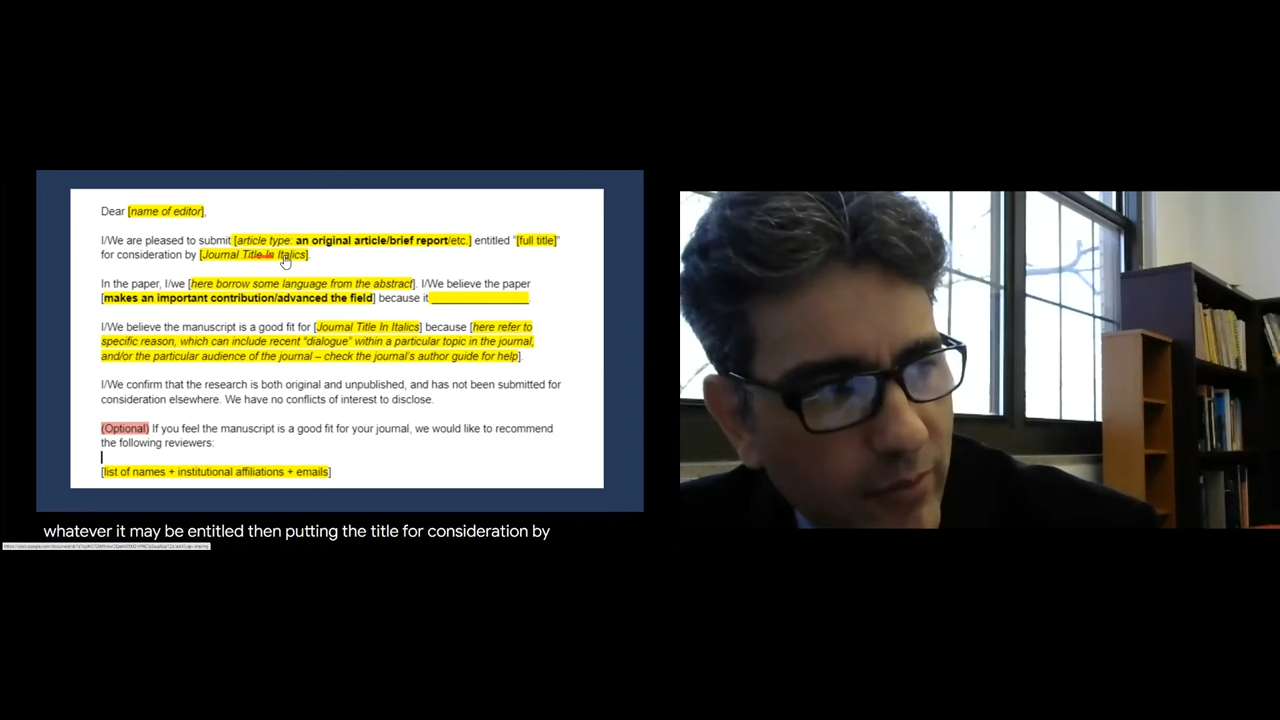 Dear [name of editor],
I/We are pleased to submit [article type: an original article/brief report/etc.] entitled “[full title]”
for consideration by [Journal Title In Italics].
In the paper, I/we [here borrow some language from the abstract]. I/We believe the paper
[makes an important contribution/advanced the field] because it_________________.
I/We believe the manuscript is a good fit for [Journal Title In Italics] because [here refer to
specific reason, which can include recent “dialogue” within a particular topic in the journal,
and/or the particular audience of the journal – check the journal's author guide for help].
I/We confirm that the research is both original and unpublished, and has not been submitted for
consideration elsewhere. We have no conflicts of interest to disclose.
(Optional) If you feel the manuscript is a good fit for your journal, we would like to recommend
the following reviewers:
[list of names + institutional affiliations + emails]
whatever it may be entitled then putting the title for consideration by